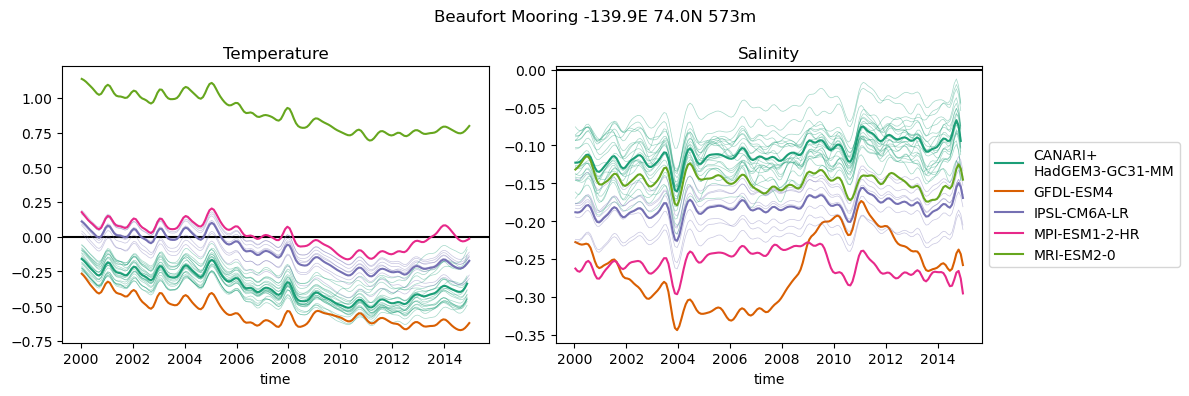 Beaufort Mooring -139.9E 74.0N 573m
Temperature
1.00
0.75
0.50
0.25
0.00
−0.25
−0.50
−0.75
2000 2002 2004 2006 2008 2010 2012 2014
time
Salinity
0.00
−0.05
−0.10
−0.15
−0.20
−0.25
−0.30
−0.35
2000 2002 2004 2006 2008 2010 2012 2014
time
CANARI+
HadGEM3-GC31-MM
GFDL-ESM4
IPSL-CM6A-LR
MPI-ESM1-2-HR
MRI-ESM2-0